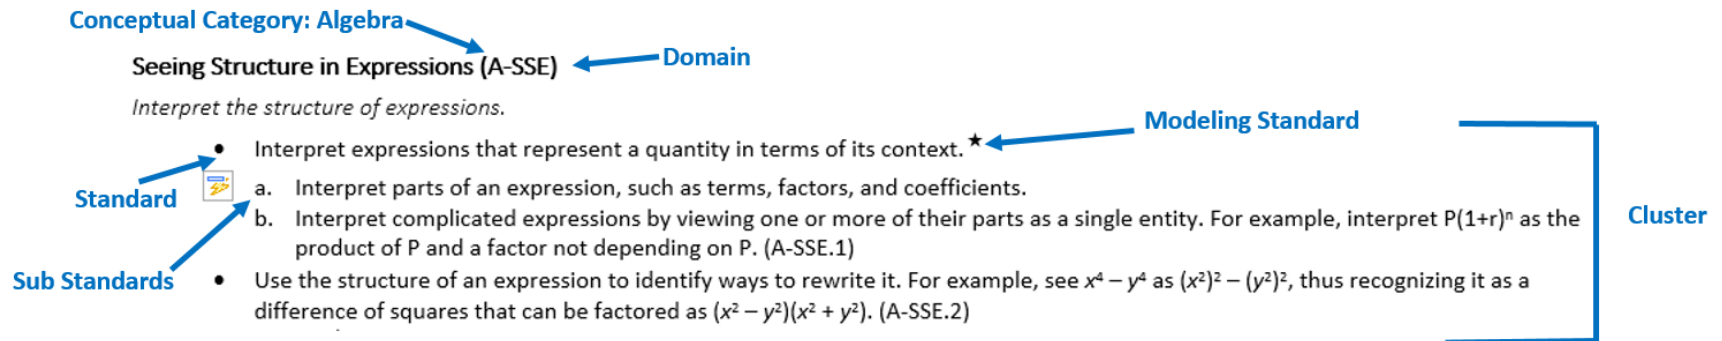 Conceptual Category: Algebra
Seeing Structure in Expressions (A-SSE)
Domain
Interpret the structure of expressions.
Modeling Standard
• Interpret expressions that represent a quantity in terms of its context. ★
Standard
a. Interpret parts of an expression, such as terms, factors, and coefficients.
b. Interpret complicated expressions by viewing one or more of their parts as a single entity. For example, interpret P(1+r)ⁿ as the
Cluster
product of P and a factor not depending on P. (A-SSE.1)
Sub Standards
• Use the structure of an expression to identify ways to rewrite it. For example, see x⁴ – y⁴ as (x²)² – (y²)², thus recognizing it as a
difference of squares that can be factored as (x² – y²)(x² + y²). (A-SSE.2)